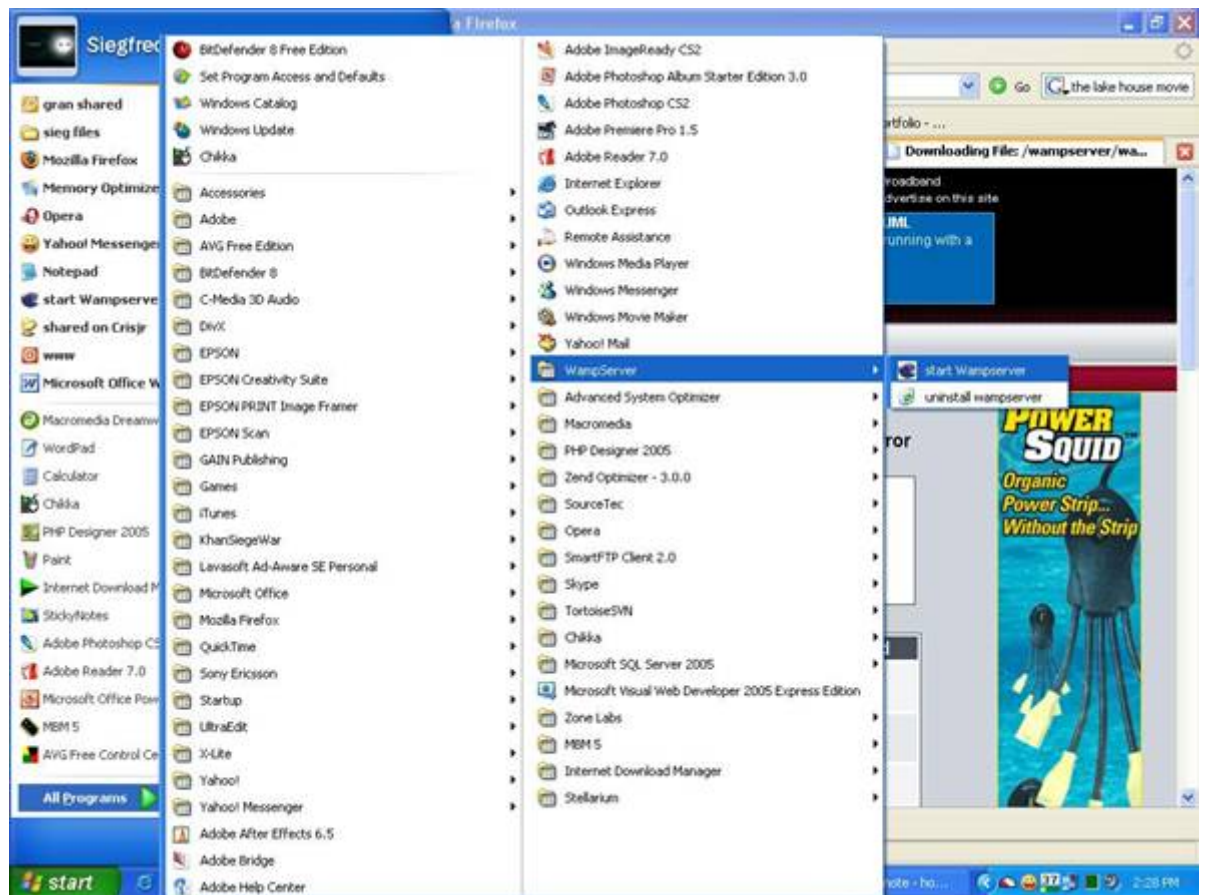 a Firefox
Siegfred
gran shared
sieg files
Mozilla Firefox
Memory Optimize
Opera
Yahoo! Messenge
Notepad
start Wampserve
shared on Crisjr
www
Microsoft Office W
Macromedia Dreamw
WordPad
Calculator
Chikka
PHP Designer 2005
Paint
Internet Download M
StickyNotes
Adobe Photoshop CS
Adobe Reader 7.0
Microsoft Office Pow
MBM 5
AVG Free Control Ce
All Programs
start
BitDefender 8 Free Edition
Set Program Access and Defaults
Windows Catalog
Windows Update
Chikka
Accessories
Adobe
AVG Free Edition
BitDefender 8
C-Media 3D Audio
DivX
EPSON
EPSON Creativity Suite
EPSON PRINT Image Framer
EPSON Scan
GAIN Publishing
Games
iTunes
KhanSiegeWar
Lavasoft Ad-Aware SE Personal
Microsoft Office
Mozilla Firefox
QuickTime
Sony Ericsson
Startup
UltraEdit
X-Lite
Yahoo!
Yahoo! Messenger
Adobe After Effects 6.5
Adobe Bridge
Adobe Help Center
Adobe ImageReady CS2
Adobe Photoshop Album Starter Edition 3.0
Adobe Photoshop CS2
Adobe Premiere Pro 1.5
Adobe Reader 7.0
Internet Explorer
Outlook Express
Remote Assistance
Windows Media Player
Windows Messenger
Windows Movie Maker
Yahoo! Mail
WampServer
Advanced System Optimizer
Macromedia
PHP Designer 2005
Zend Optimizer - 3.0.0
SourceTec
Opera
SmartFTP Client 2.0
Skype
TortoiseSVN
Chikka
Microsoft SQL Server 2005
Microsoft Visual Web Developer 2005 Express Edition
Zone Labs
MBM 5
Internet Download Manager
Stellarium
start Wampserver
uninstall wampserver
Go
the lake house movie
rtfolio - ...
Downloading File: /wampserver/wa...
roadband
dvertise on this site
UML
running with a
ror
POWER
SQUID™
Organic
Power Strip...
Without the Strip
note - ho...
37
2:28 PM